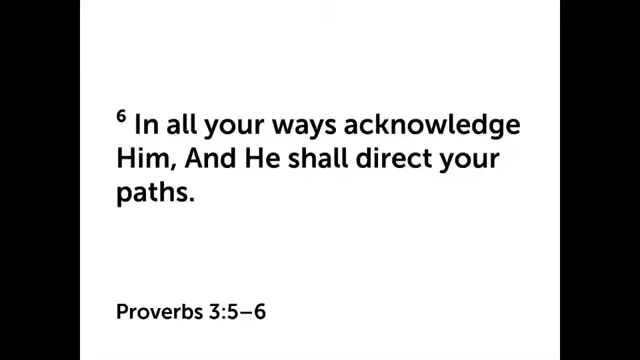 ⁶ In all your ways acknowledge
Him, And He shall direct your
paths.
Proverbs 3:5–6